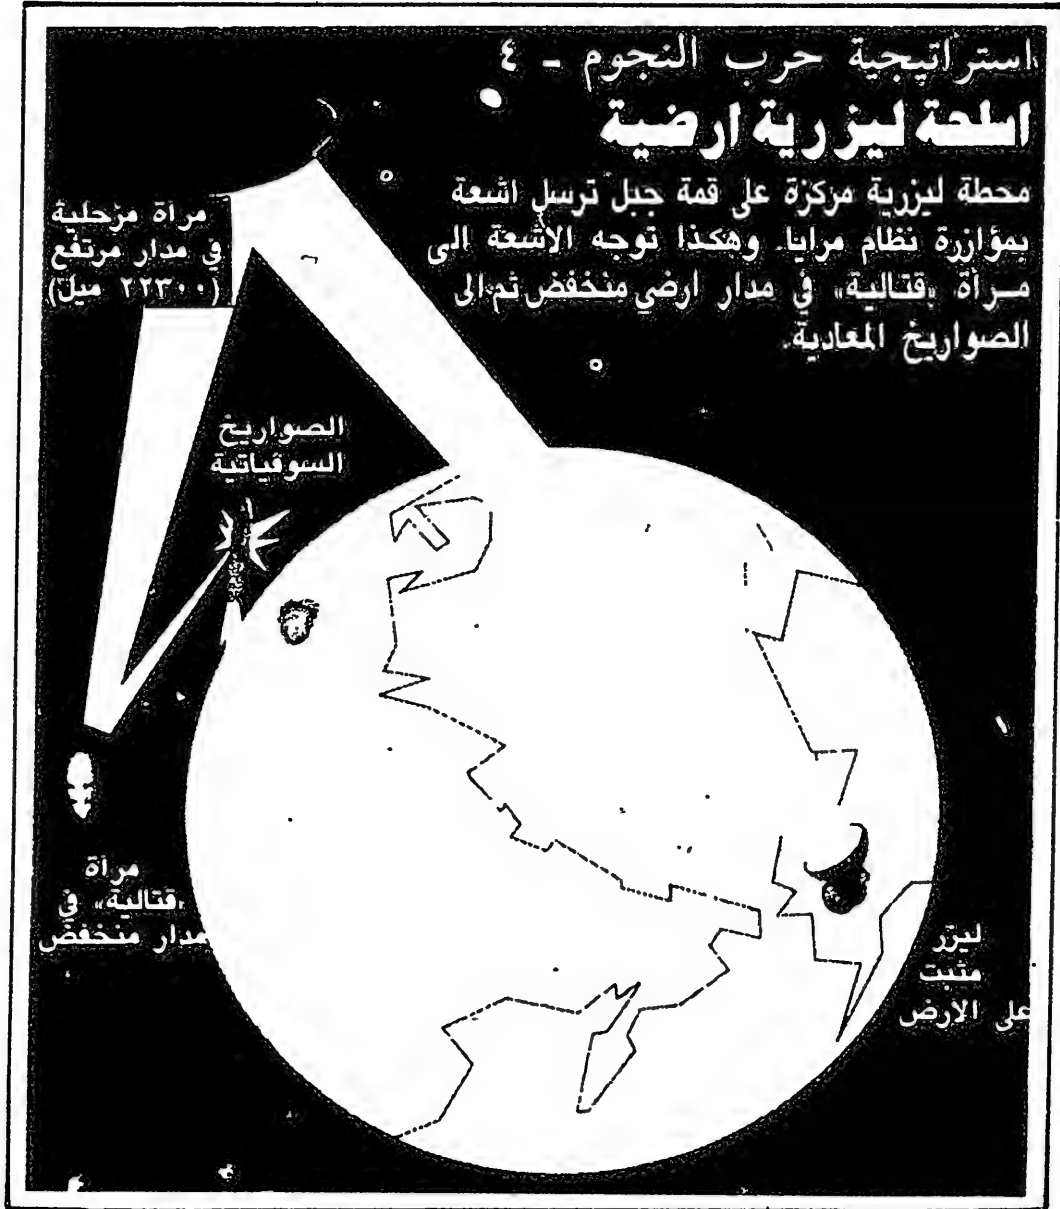 استراتيجية حرب النجوم - ٤
اسلحة ليزرية ارضية
محطة ليزرية مركزة على قمة جبل ترسل اشعة
بمؤازرة نظام مرايا. وهكذا توجه الاشعة الى
مرآة «قتالية» في مدار ارضي منخفض ثم الى
الصواريخ المعادية.
مرآة مرحلية
في مدار مرتفع
(٢٢٣٠٠ ميل)
الصواريخ
السوفياتية
مرآة
«قتالية» في
مدار منخفض
ليزر
مثبت
على الارض